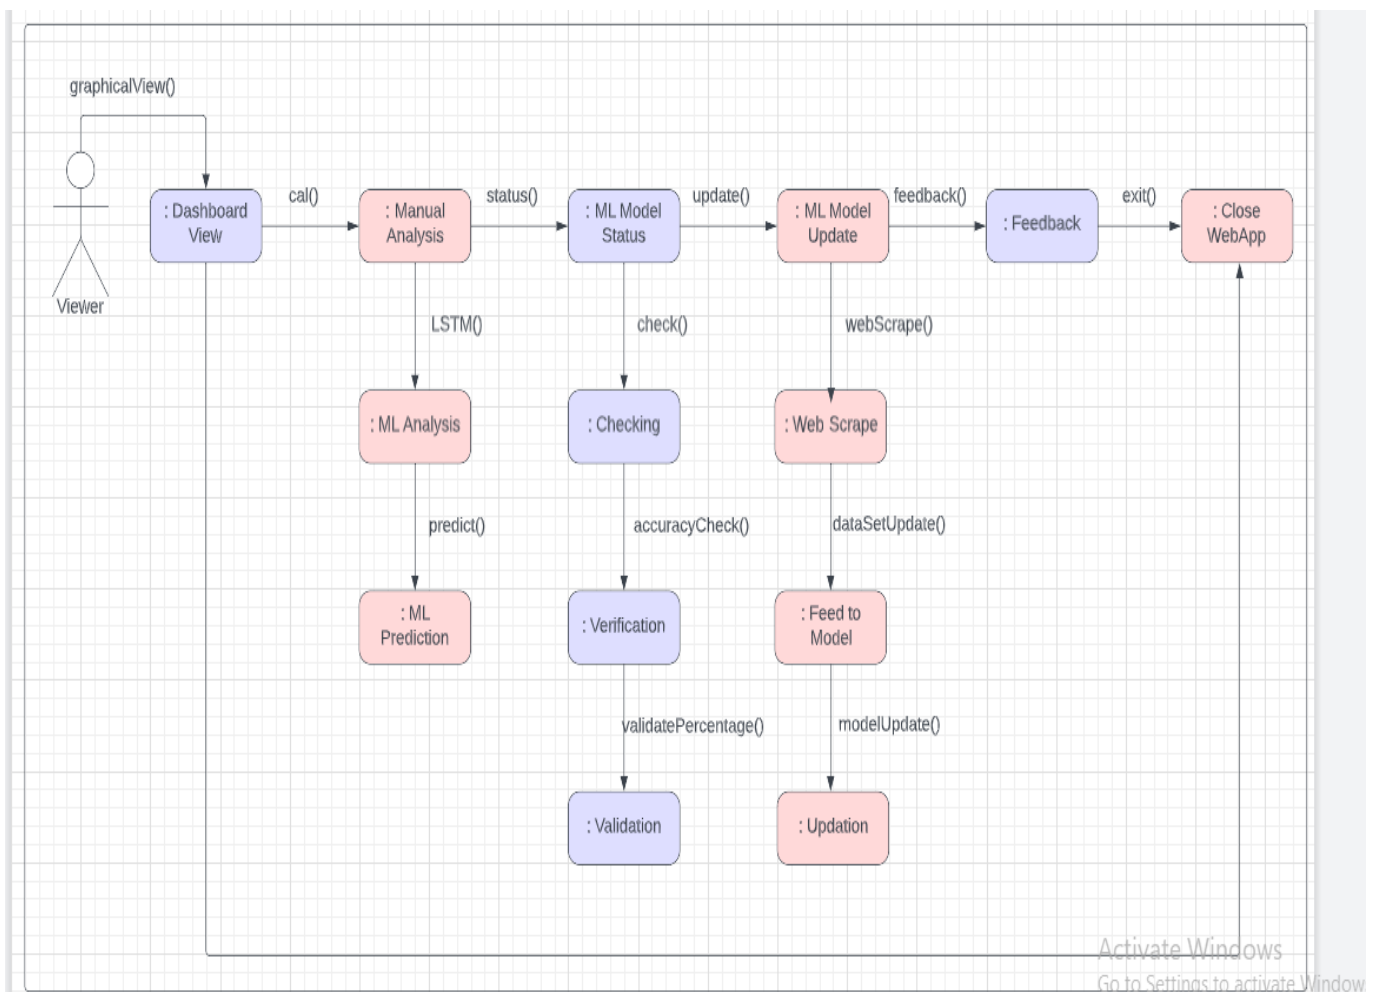 graphicalView()
: Dashboard
View
cal()
: Manual
Analysis
status()
: ML Model
Status
update()
: ML Model
Update
feedback()
: Feedback
exit()
: Close
WebApp
Viewer
LSTM()
check()
webScrape()
: ML Analysis
: Checking
: Web Scrape
predict()
accuracyCheck()
dataSetUpdate()
: ML
Prediction
: Verification
: Feed to
Model
validatePercentage()
modelUpdate()
: Validation
: Updation
Activate Windows
Go to Settings to activate Window